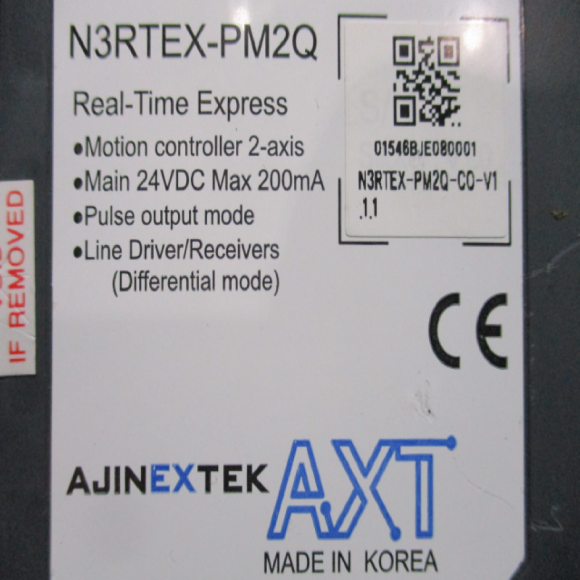 N3RTEX-PM2Q
Real-Time Express
•Motion controller 2-axis
•Main 24VDC Max 200mA
•Pulse output mode
•Line Driver/Receivers
(Differential mode)
01546BJE080001
N3RTEX-PM2Q-CQ-V1
.1.1
IF REMOVED
CE
AJINEXTEK
AXT
MADE IN KOREA